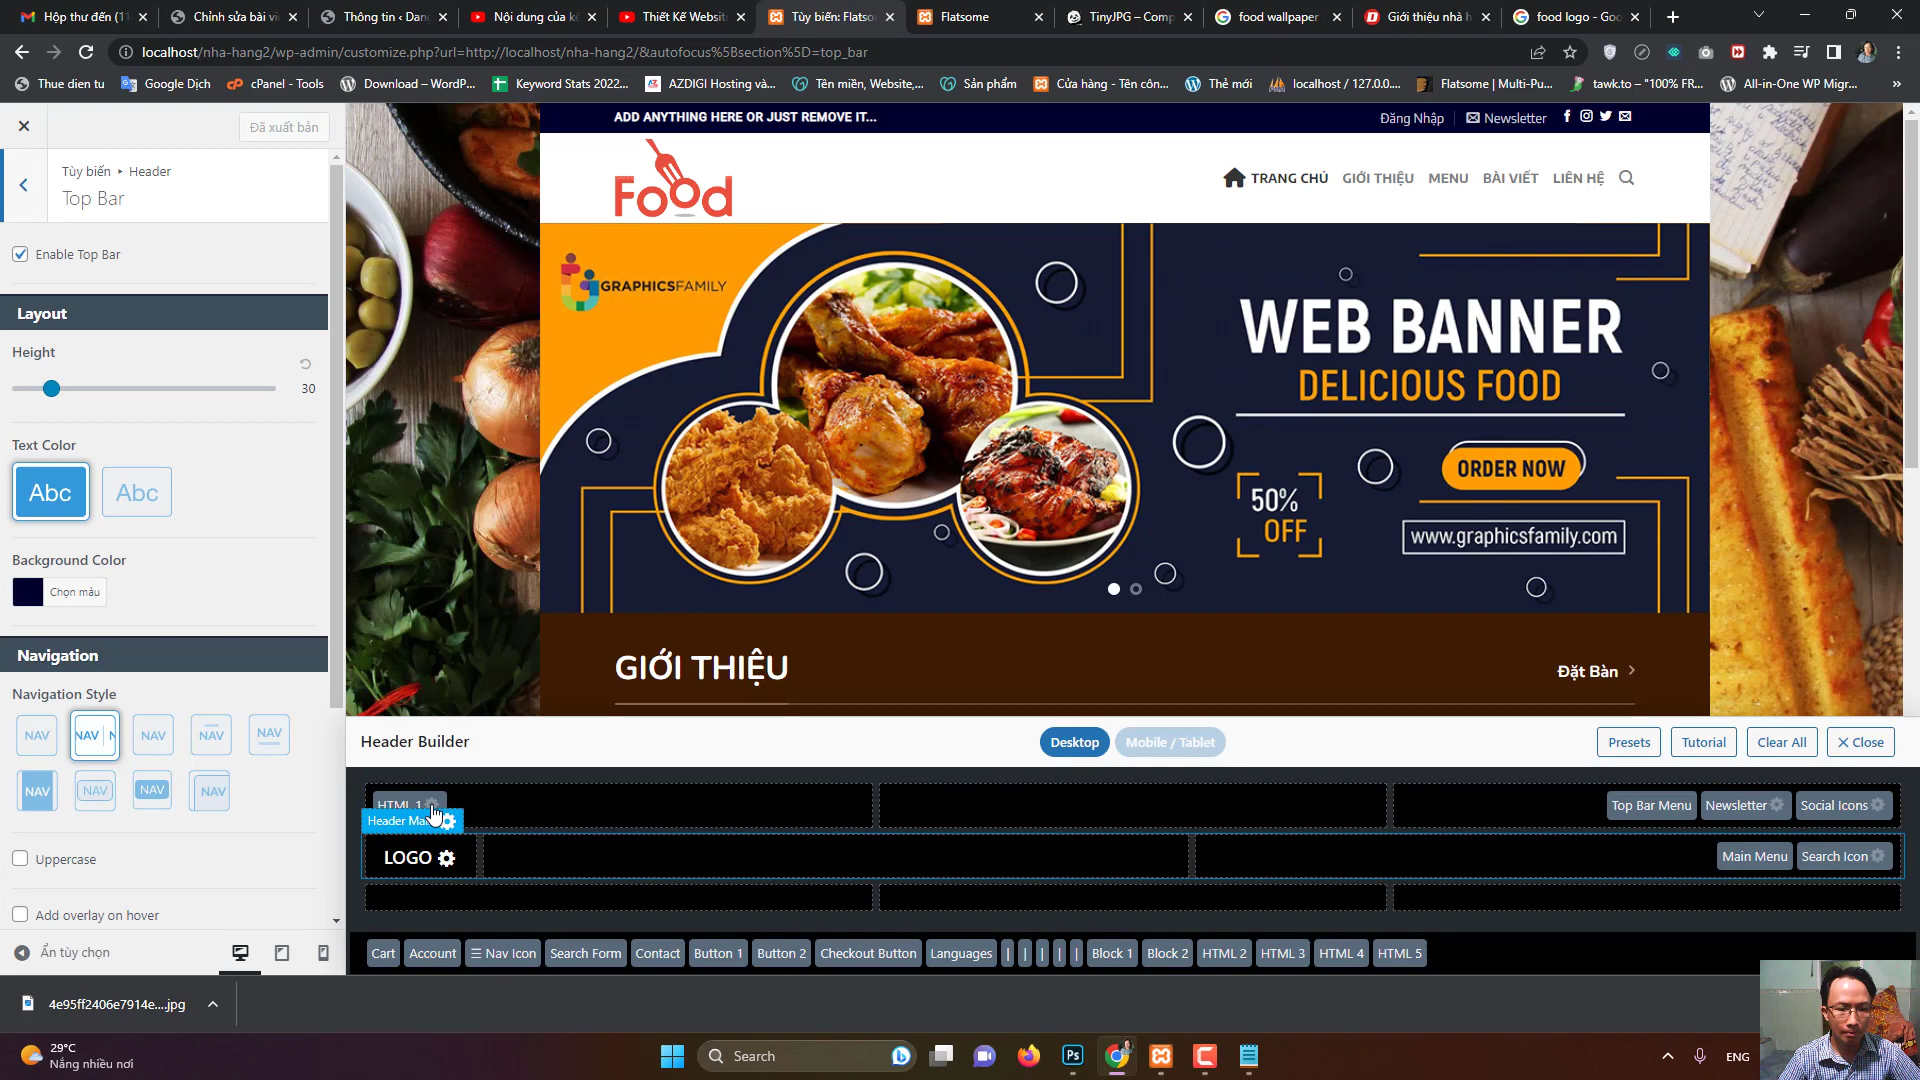 Hộp thư đến (11
Chỉnh sửa bài vi
Thông tin ‹ Dan
Nội dung của k
Thiết Kế Websit
Tùy biến: Flatso
Flatsome
TinyJPG – Comp
food wallpaper
Giới thiệu nhà h
food logo - Goo
localhost/nha-hang2/wp-admin/customize.php?url=http://localhost/nha-hang2/&autofocus%5Bsection%5D=top_bar
Thue dien tu
Google Dịch
cPanel - Tools
Download – WordP...
Keyword Stats 2022...
AZDIGI Hosting và...
Tên miền, Website,...
Sản phẩm
Cửa hàng - Tên côn...
Thẻ mới
localhost / 127.0.0....
Flatsome | Multi-Pu...
tawk.to – "100% FR...
All-in-One WP Migr...
»
Đã xuất bản
Tùy biến ▸ Header
Top Bar
Enable Top Bar
Layout
Height
30
Text Color
Abc
Abc
Background Color
Chọn màu
Navigation
Navigation Style
NAV
NAV
NAV
NAV
NAV
NAV
NAV
NAV
NAV
Uppercase
Add overlay on hover
Ẩn tùy chọn
ADD ANYTHING HERE OR JUST REMOVE IT...
Đăng Nhập
Newsletter
Food
TRANG CHỦ
GIỚI THIỆU
MENU
BÀI VIẾT
LIÊN HỆ
GRAPHICSFAMILY
WEB BANNER
DELICIOUS FOOD
ORDER NOW
50%
OFF
www.graphicsfamily.com
GIỚI THIỆU
Đặt Bàn
Header Builder
Desktop
Mobile / Tablet
Presets
Tutorial
Clear All
Close
HTML 1
Top Bar Menu
Newsletter
Social Icons
Header Ma
LOGO
Main Menu
Search Icon
Cart
Account
Nav Icon
Search Form
Contact
Button 1
Button 2
Checkout Button
Languages
|
|
|
|
|
Block 1
Block 2
HTML 2
HTML 3
HTML 4
HTML 5
4e95ff2406e7914e....jpg
29°C
Nắng nhiều nơi
Search
Ps
ENG